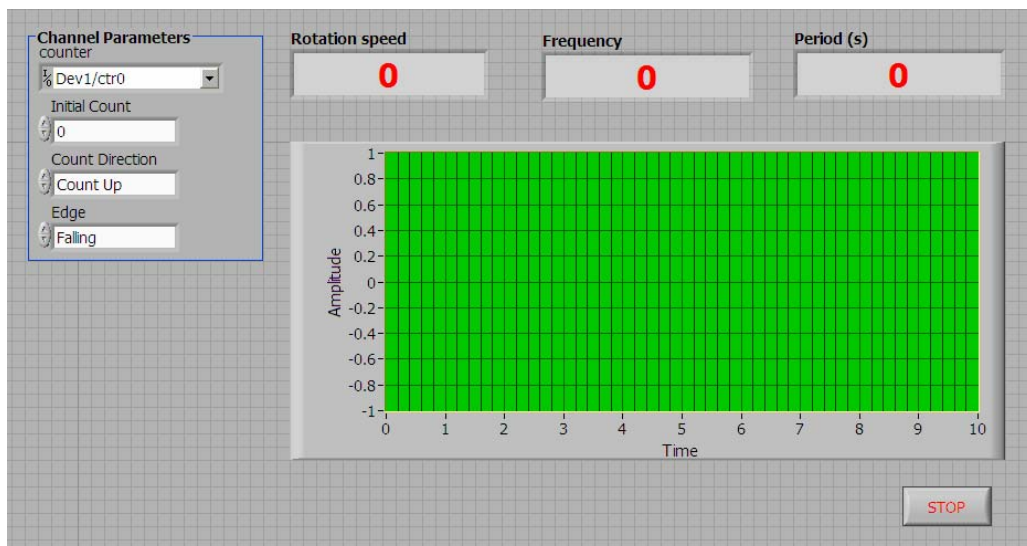 Channel Parameters
counter
Dev1/ctr0
Initial Count
0
Count Direction
Count Up
Edge
Falling
Rotation speed
0
Frequency
0
Period (s)
0
Amplitude
1
0.8
0.6
0.4
0.2
0
-0.2
-0.4
-0.6
-0.8
-1
0 1 2 3 4 5 6 7 8 9 10
Time
STOP